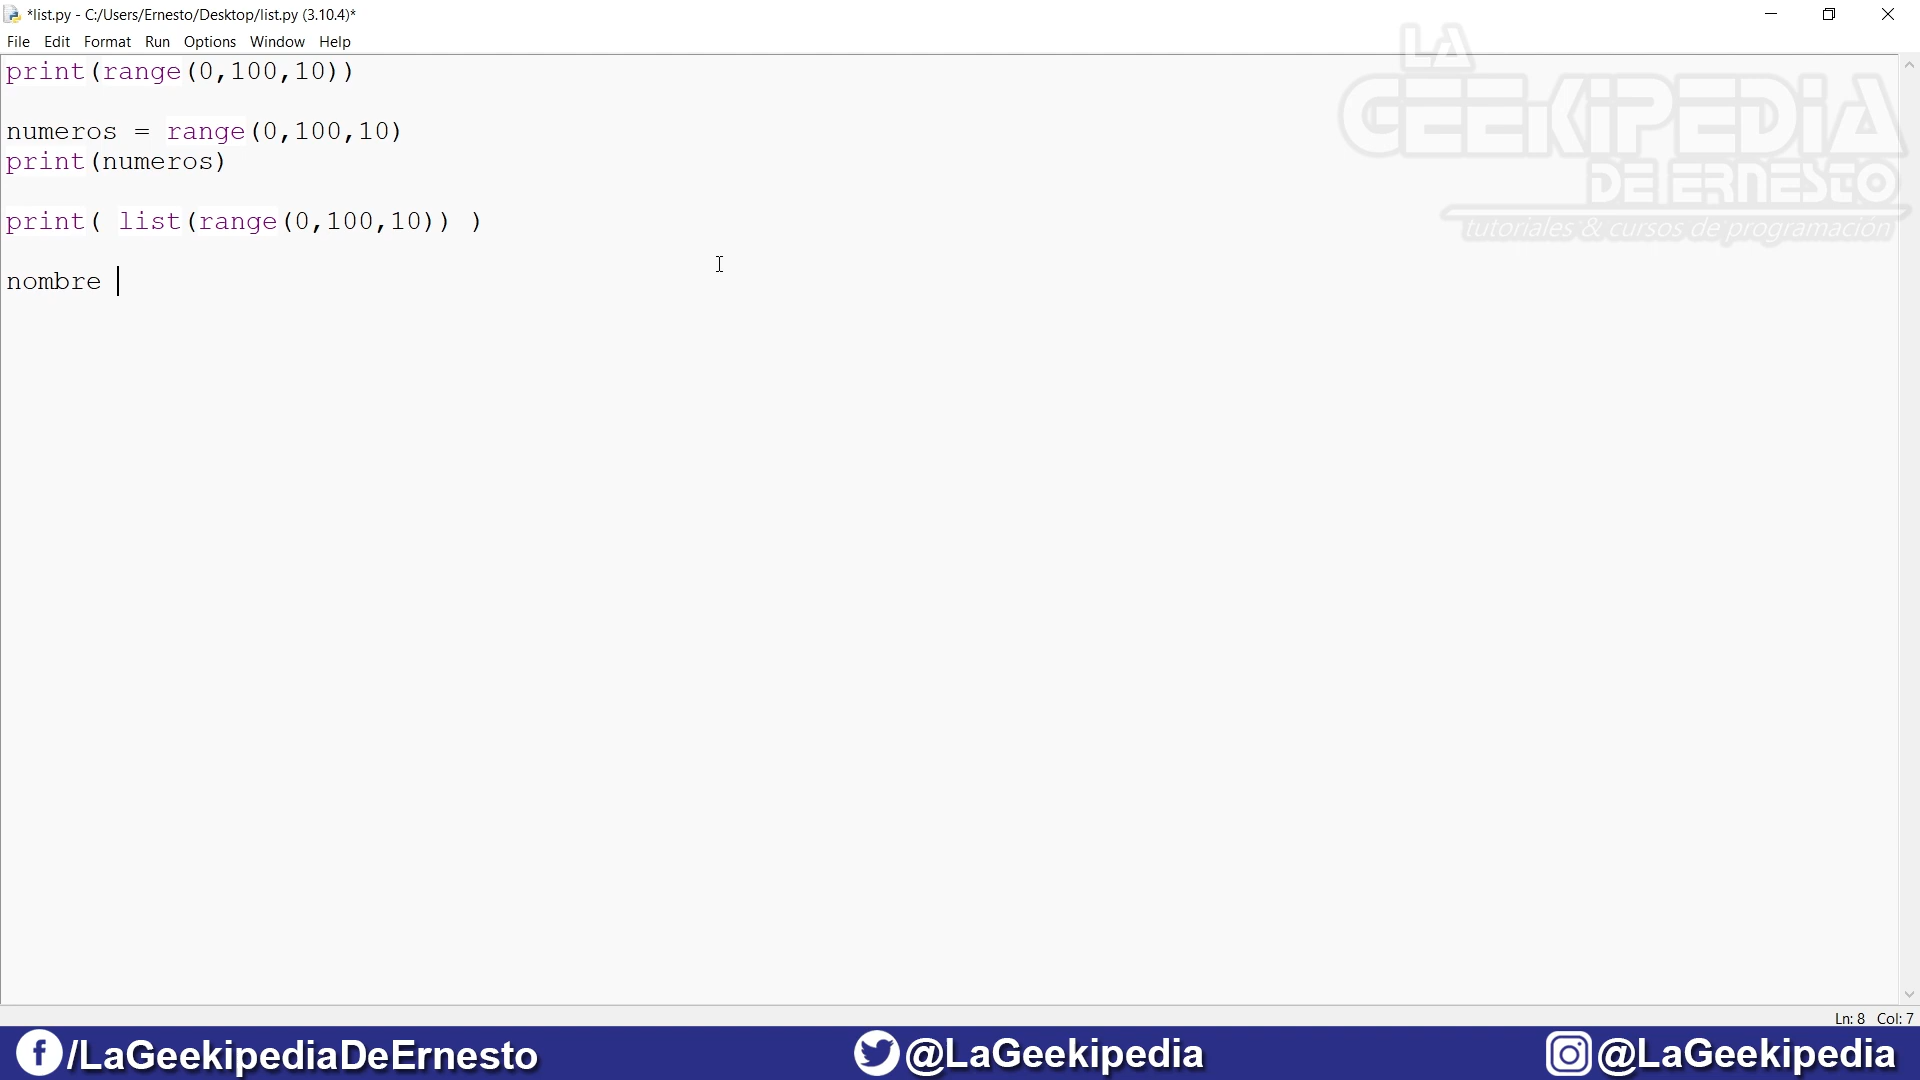 *list.py - C:/Users/Ernesto/Desktop/list.py (3.10.4)*
File Edit Format Run Options Window Help
print(range(0,100,10))
numeros = range(0,100,10)
print(numeros)
print( list(range(0,100,10)) )
nombre
LA
GEEKIPEDIA
DE ERNESTO
tutoriales & cursos de programación
Ln: 8 Col: 7
/LaGeekipediaDeErnesto
@LaGeekipedia
@LaGeekipedia